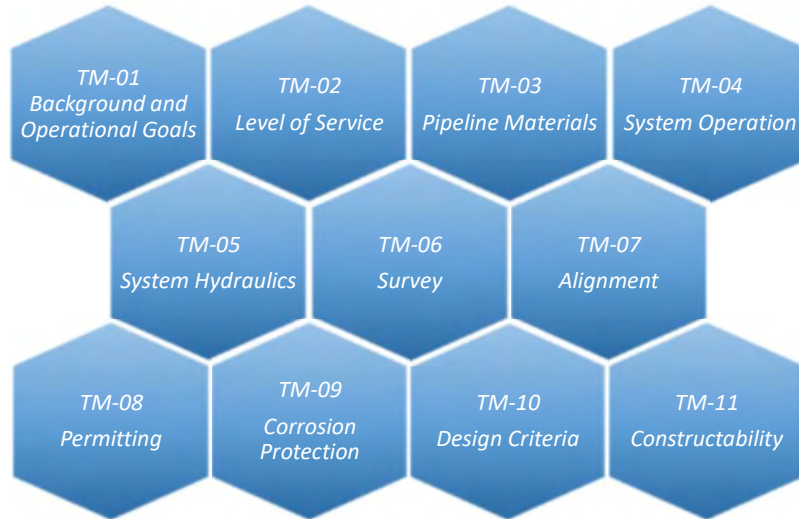 TM-01
Background and
Operational Goals
TM-02
Level of Service
TM-03
Pipeline Materials
TM-04
System Operation
TM-05
System Hydraulics
TM-06
Survey
TM-07
Alignment
TM-08
Permitting
TM-09
Corrosion
Protection
TM-10
Design Criteria
TM-11
Constructability